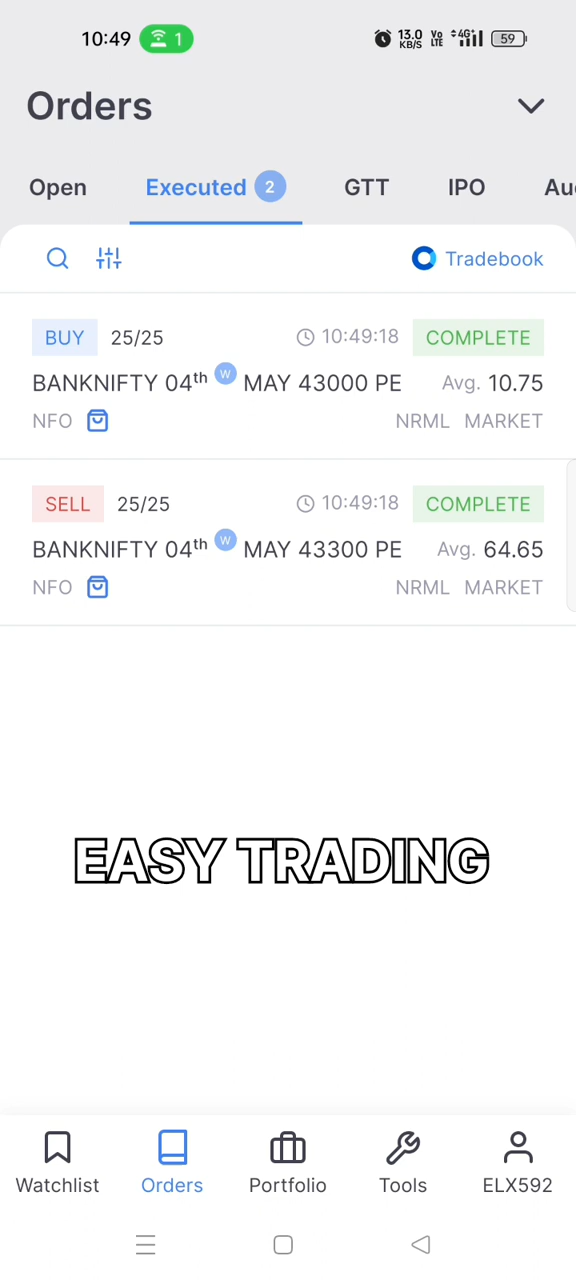 10:49 1 13.0 KB/S Vo LTE 4G+ 59
Orders
Open Executed 2 GTT IPO Au
Tradebook
BUY 25/25 10:49:18 COMPLETE
BANKNIFTY 04th W MAY 43000 PE Avg. 10.75
NFO NRML MARKET
SELL 25/25 10:49:18 COMPLETE
BANKNIFTY 04th W MAY 43300 PE Avg. 64.65
NFO NRML MARKET
EASY TRADING
Watchlist Orders Portfolio Tools ELX592